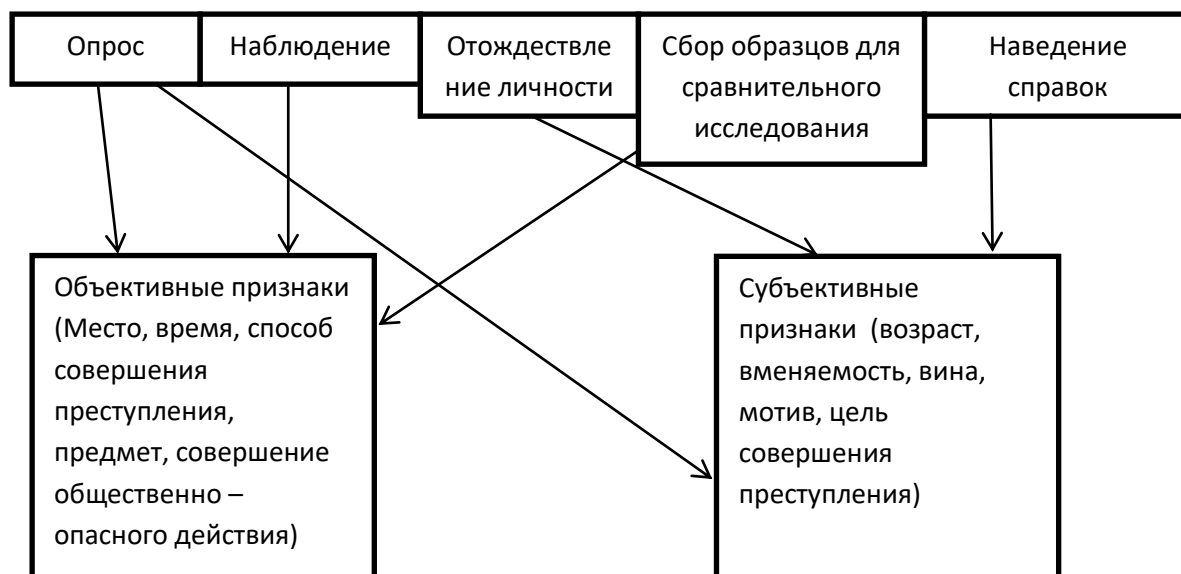 Опрос
Наблюдение
Отождествле
ние личности
Сбор образцов для
сравнительного
исследования
Наведение
справок
Объективные признаки
(Место, время, способ
совершения
преступления,
предмет, совершение
общественно –
опасного действия)
Субъективные
признаки (возраст,
вменяемость, вина,
мотив, цель
совершения
преступления)